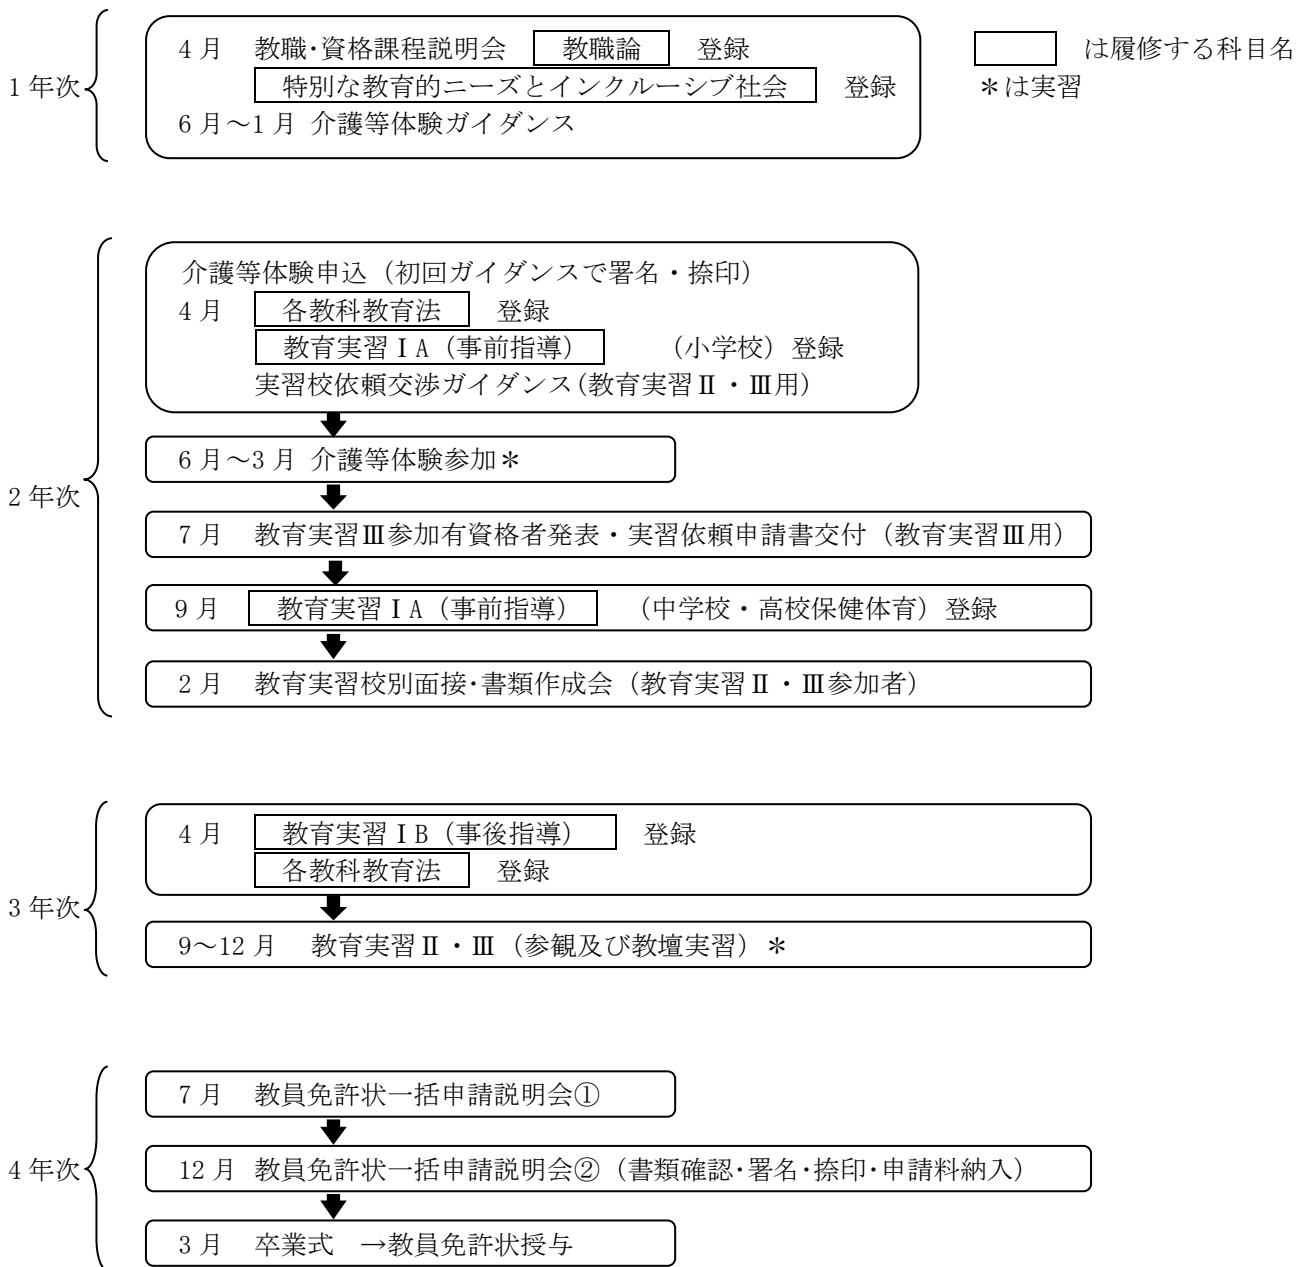 1年次
4月 教職・資格課程説明会 教職論 登録
特別な教育的ニーズとインクルーシブ社会 登録
6月～1月 介護等体験ガイダンス
は履修する科目名
＊は実習
2年次
介護等体験申込（初回ガイダンスで署名・捺印）
4月 各教科教育法 登録
教育実習ⅠA（事前指導） （小学校）登録
実習校依頼交渉ガイダンス（教育実習Ⅱ・Ⅲ用）
6月～3月 介護等体験参加＊
7月 教育実習Ⅲ参加有資格者発表・実習依頼申請書交付（教育実習Ⅲ用）
9月 教育実習ⅠA（事前指導） （中学校・高校保健体育）登録
2月 教育実習校別面接・書類作成会（教育実習Ⅱ・Ⅲ参加者）
3年次
4月 教育実習ⅠB（事後指導） 登録
各教科教育法 登録
9～12月 教育実習Ⅱ・Ⅲ（参観及び教壇実習）＊
4年次
7月 教員免許状一括申請説明会①
12月 教員免許状一括申請説明会②（書類確認・署名・捺印・申請料納入）
3月 卒業式 →教員免許状授与